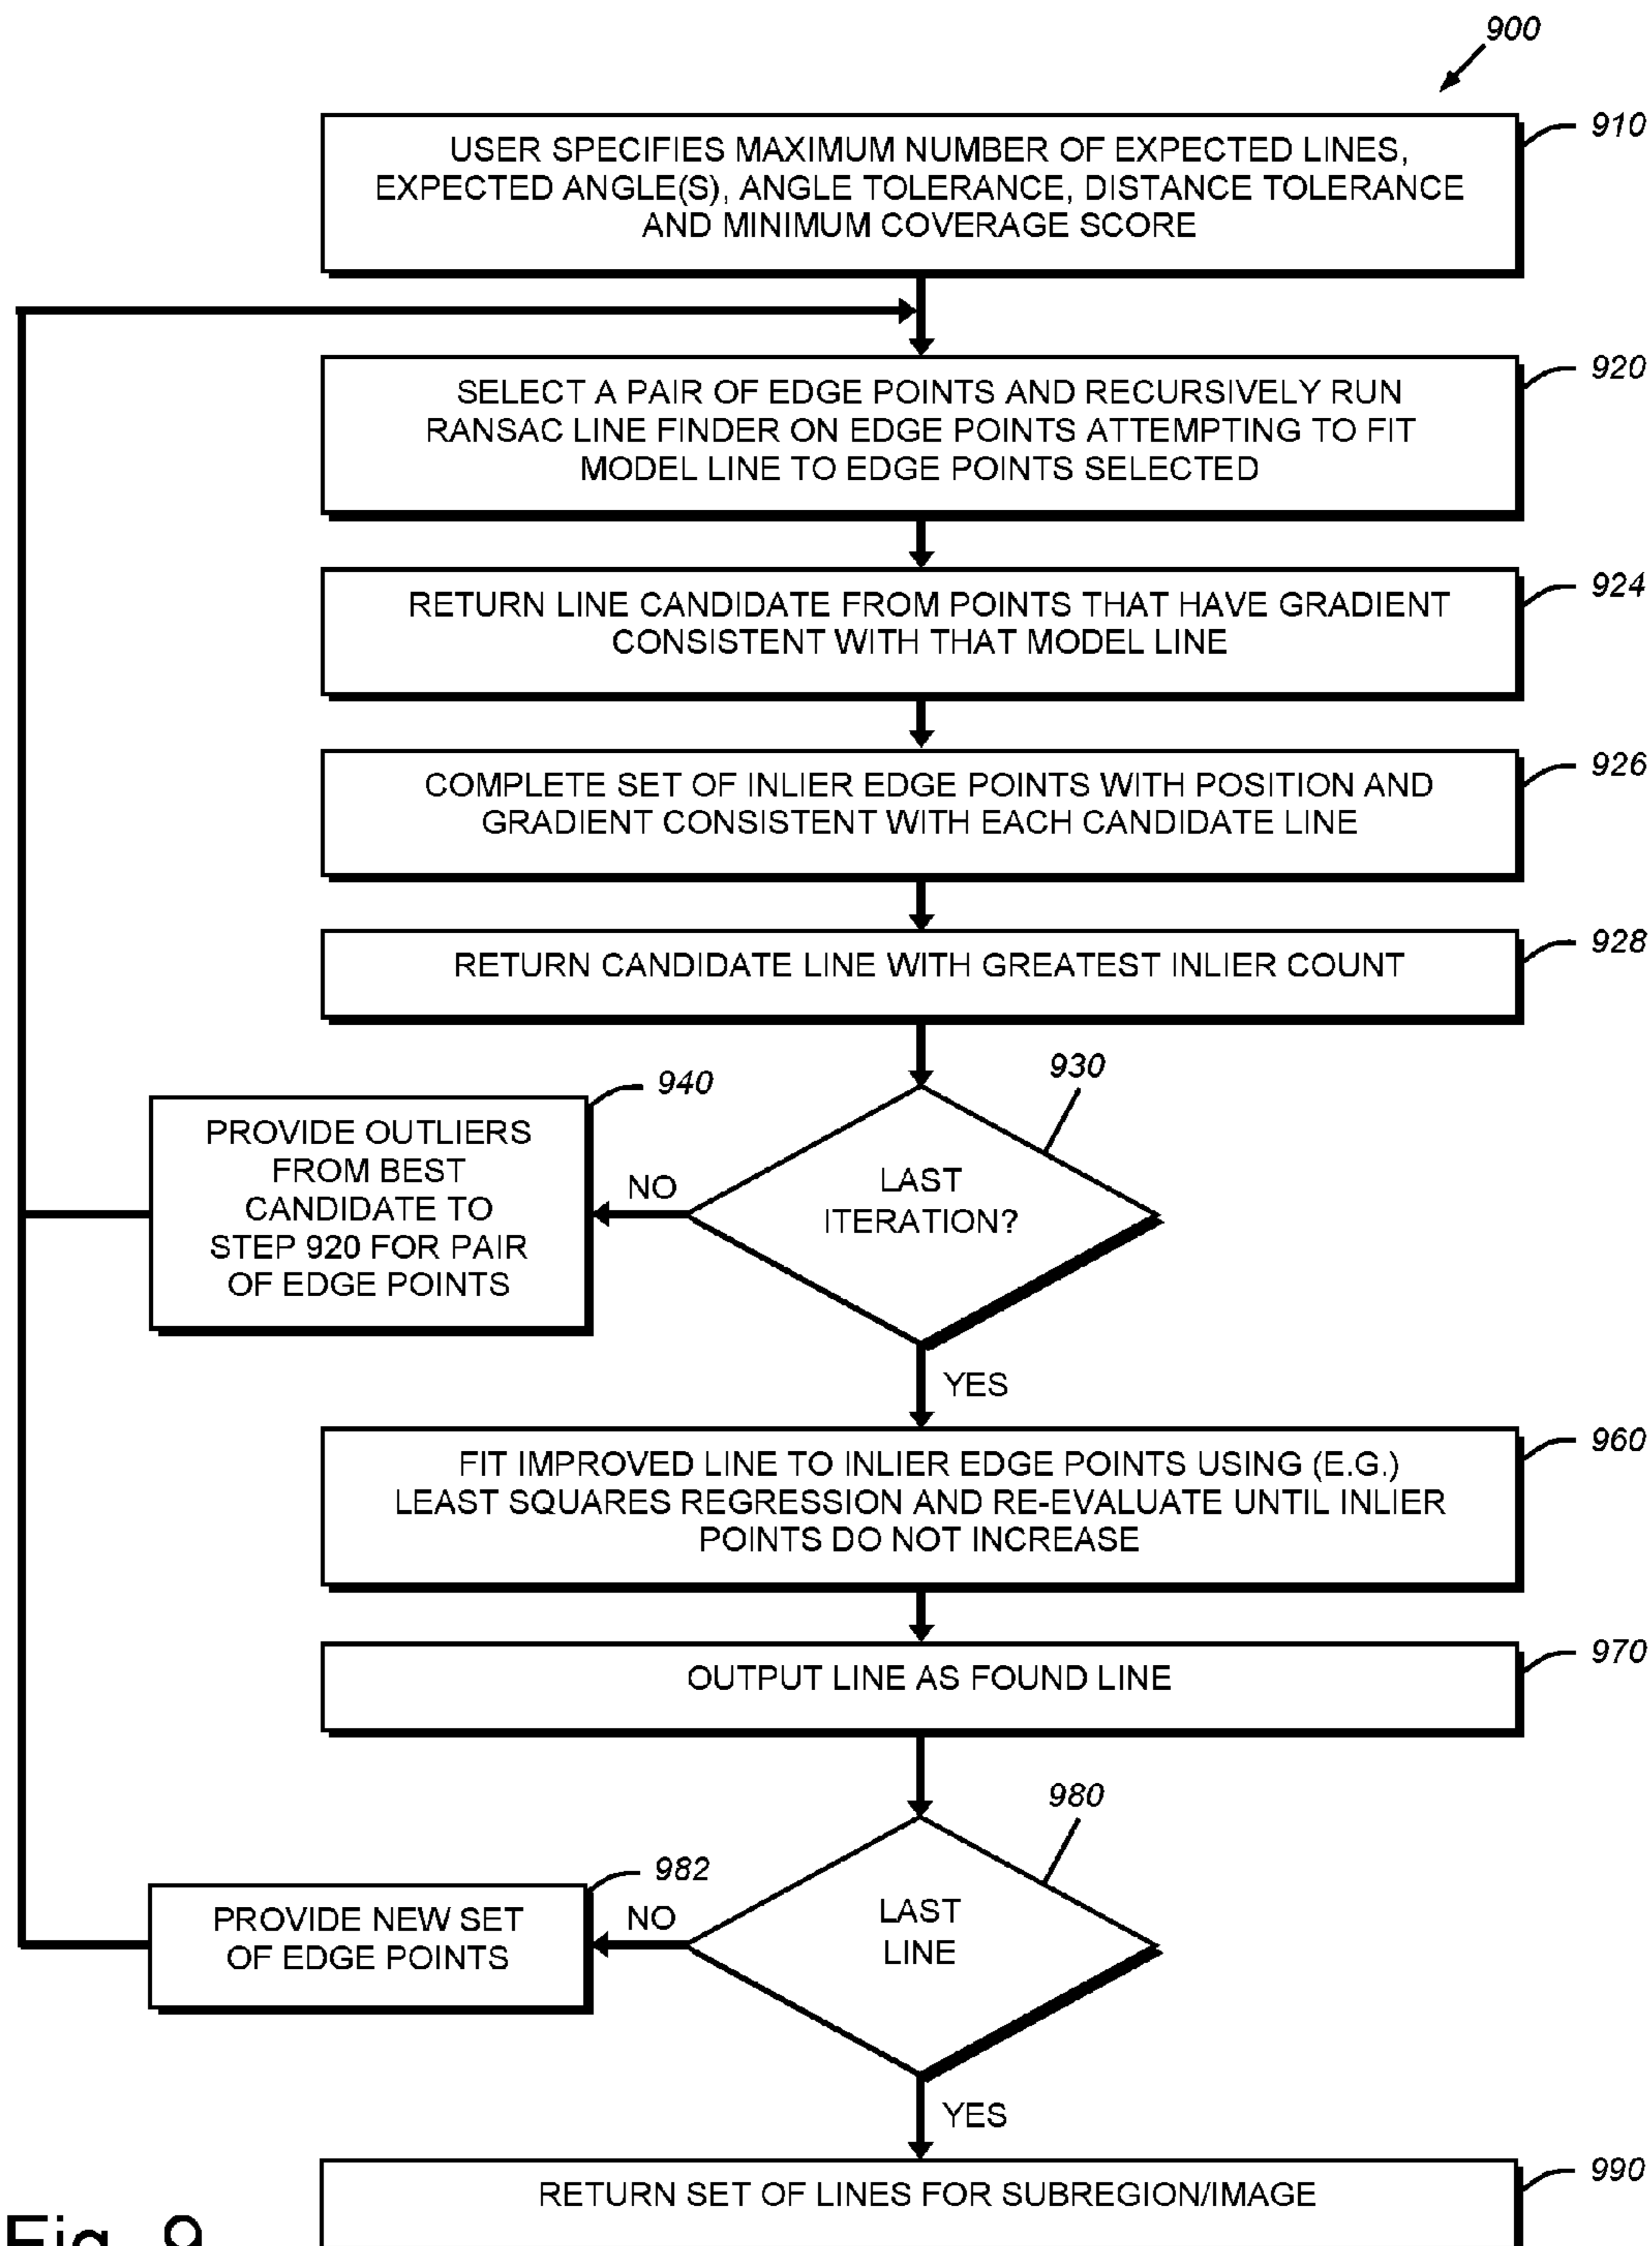 900
USER SPECIFIES MAXIMUM NUMBER OF EXPECTED LINES,
EXPECTED ANGLE(S), ANGLE TOLERANCE, DISTANCE TOLERANCE
AND MINIMUM COVERAGE SCORE
910
SELECT A PAIR OF EDGE POINTS AND RECURSIVELY RUN
RANSAC LINE FINDER ON EDGE POINTS ATTEMPTING TO FIT
MODEL LINE TO EDGE POINTS SELECTED
920
RETURN LINE CANDIDATE FROM POINTS THAT HAVE GRADIENT
CONSISTENT WITH THAT MODEL LINE
924
COMPLETE SET OF INLIER EDGE POINTS WITH POSITION AND
GRADIENT CONSISTENT WITH EACH CANDIDATE LINE
926
RETURN CANDIDATE LINE WITH GREATEST INLIER COUNT
928
930
LAST
ITERATION?
NO
940
PROVIDE OUTLIERS
FROM BEST
CANDIDATE TO
STEP 920 FOR PAIR
OF EDGE POINTS
YES
FIT IMPROVED LINE TO INLIER EDGE POINTS USING (E.G.)
LEAST SQUARES REGRESSION AND RE-EVALUATE UNTIL INLIER
POINTS DO NOT INCREASE
960
OUTPUT LINE AS FOUND LINE
970
980
LAST
LINE
NO
982
PROVIDE NEW SET
OF EDGE POINTS
YES
RETURN SET OF LINES FOR SUBREGION/IMAGE
990
Fig. 9